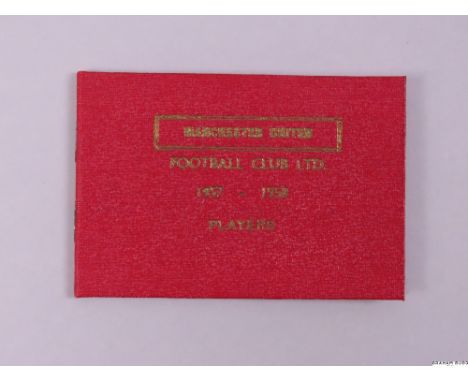 MANCHESTER UNITED
FOOTBALL CLUB LTD.
1957 - 1958
PLAYERS